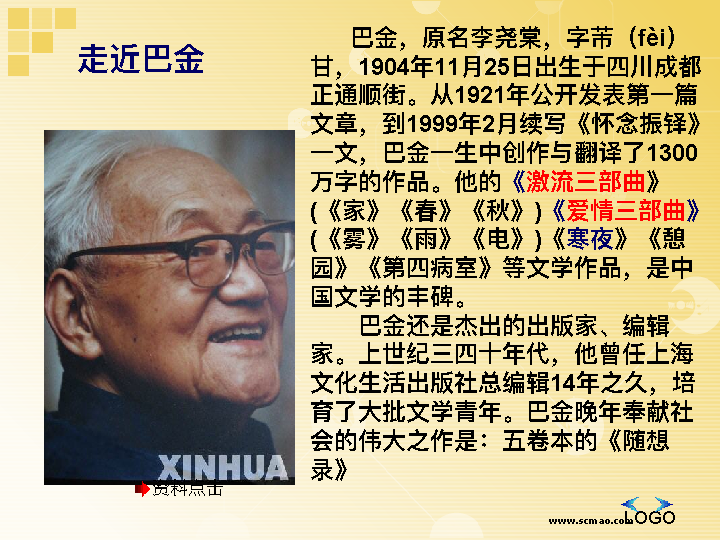 走近巴金
巴金，原名李尧棠，字芾（fèi）
甘，1904年11月25日出生于四川成都
正通顺街。从1921年公开发表第一篇
文章，到1999年2月续写《怀念振铎》
一文，巴金一生中创作与翻译了1300
万字的作品。他的《激流三部曲》
(《家》《春》《秋》)《爱情三部曲》
(《雾》《雨》《电》)《寒夜》《憩
园》《第四病室》等文学作品，是中
国文学的丰碑。
巴金还是杰出的出版家、编辑
家。上世纪三四十年代，他曾任上海
文化生活出版社总编辑14年之久，培
育了大批文学青年。巴金晚年奉献社
会的伟大之作是：五卷本的《随想
录》
XINHUA
资料点击
www.scmao.com
LOGO